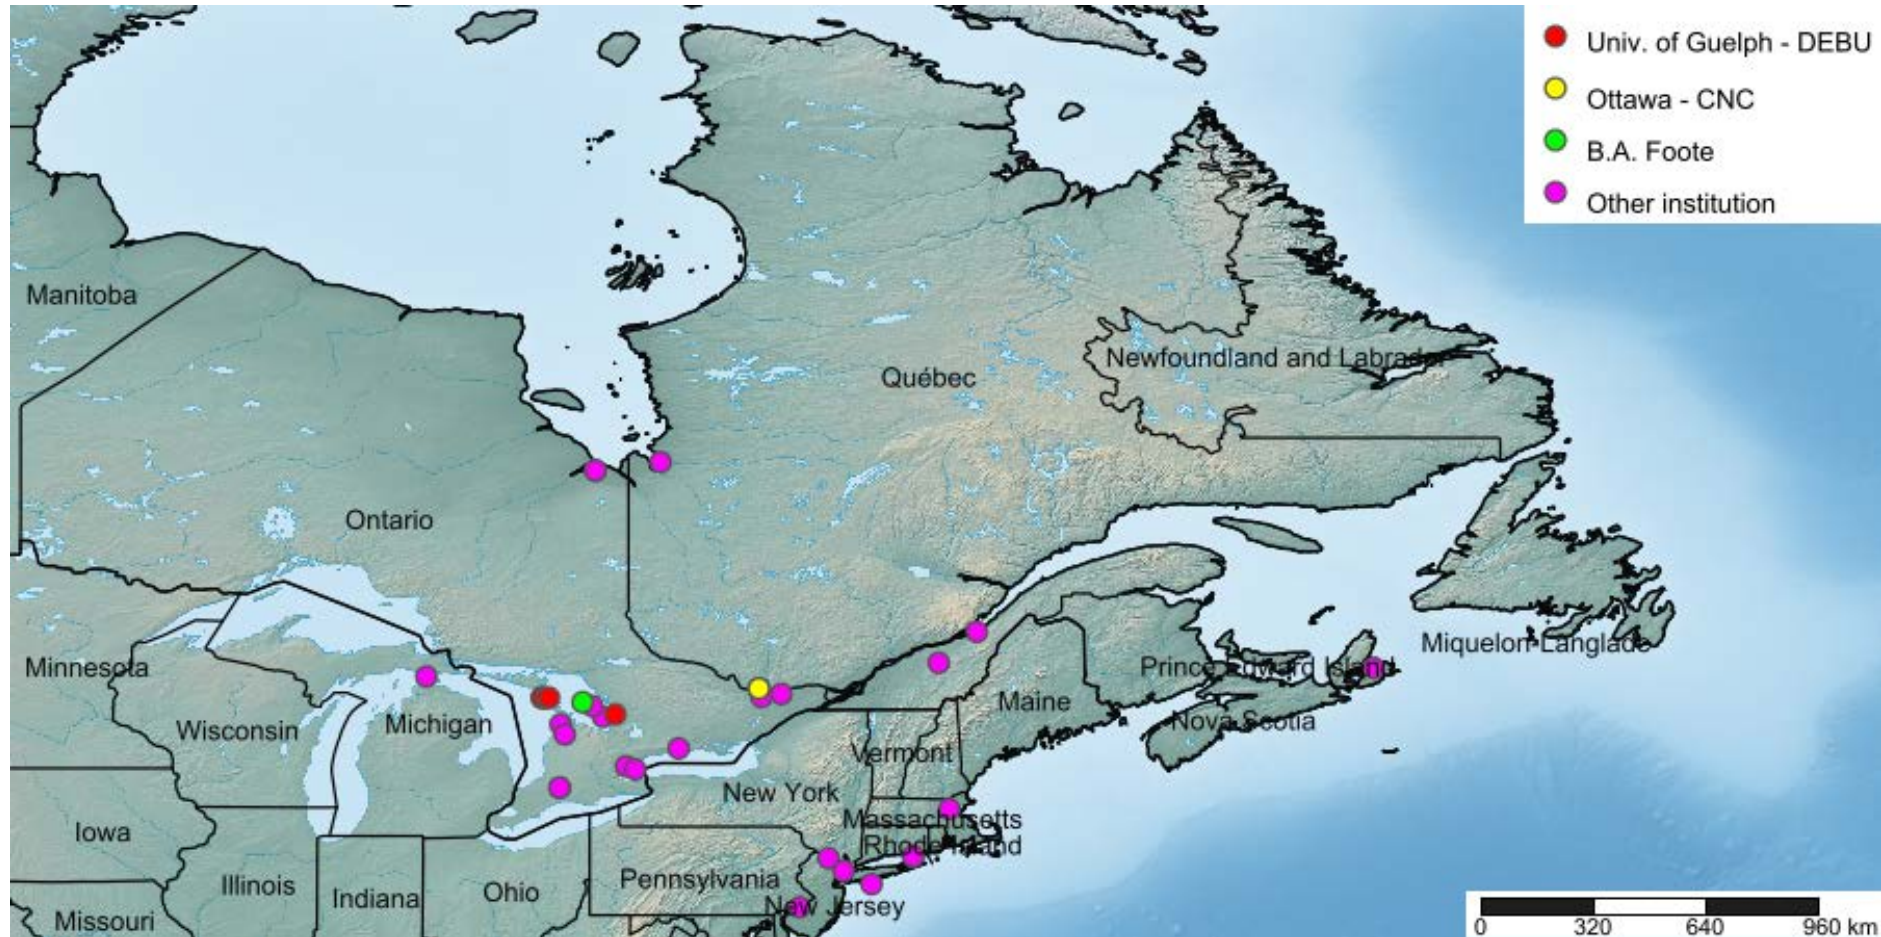 Univ. of Guelph - DEBU
Ottawa - CNC
B.A. Foote
Other institution
Manitoba
Newfoundland and Labrador
Québec
Ontario
Miquelon-Langlade
Minnesota
Prince Edward Island
Maine
Nova Scotia
Michigan
Wisconsin
Vermont
New York
Massachusetts
Iowa
Rhode Island
Pennsylvania
Illinois
Ohio
Indiana
New Jersey
Missouri
0 320 640 960 km